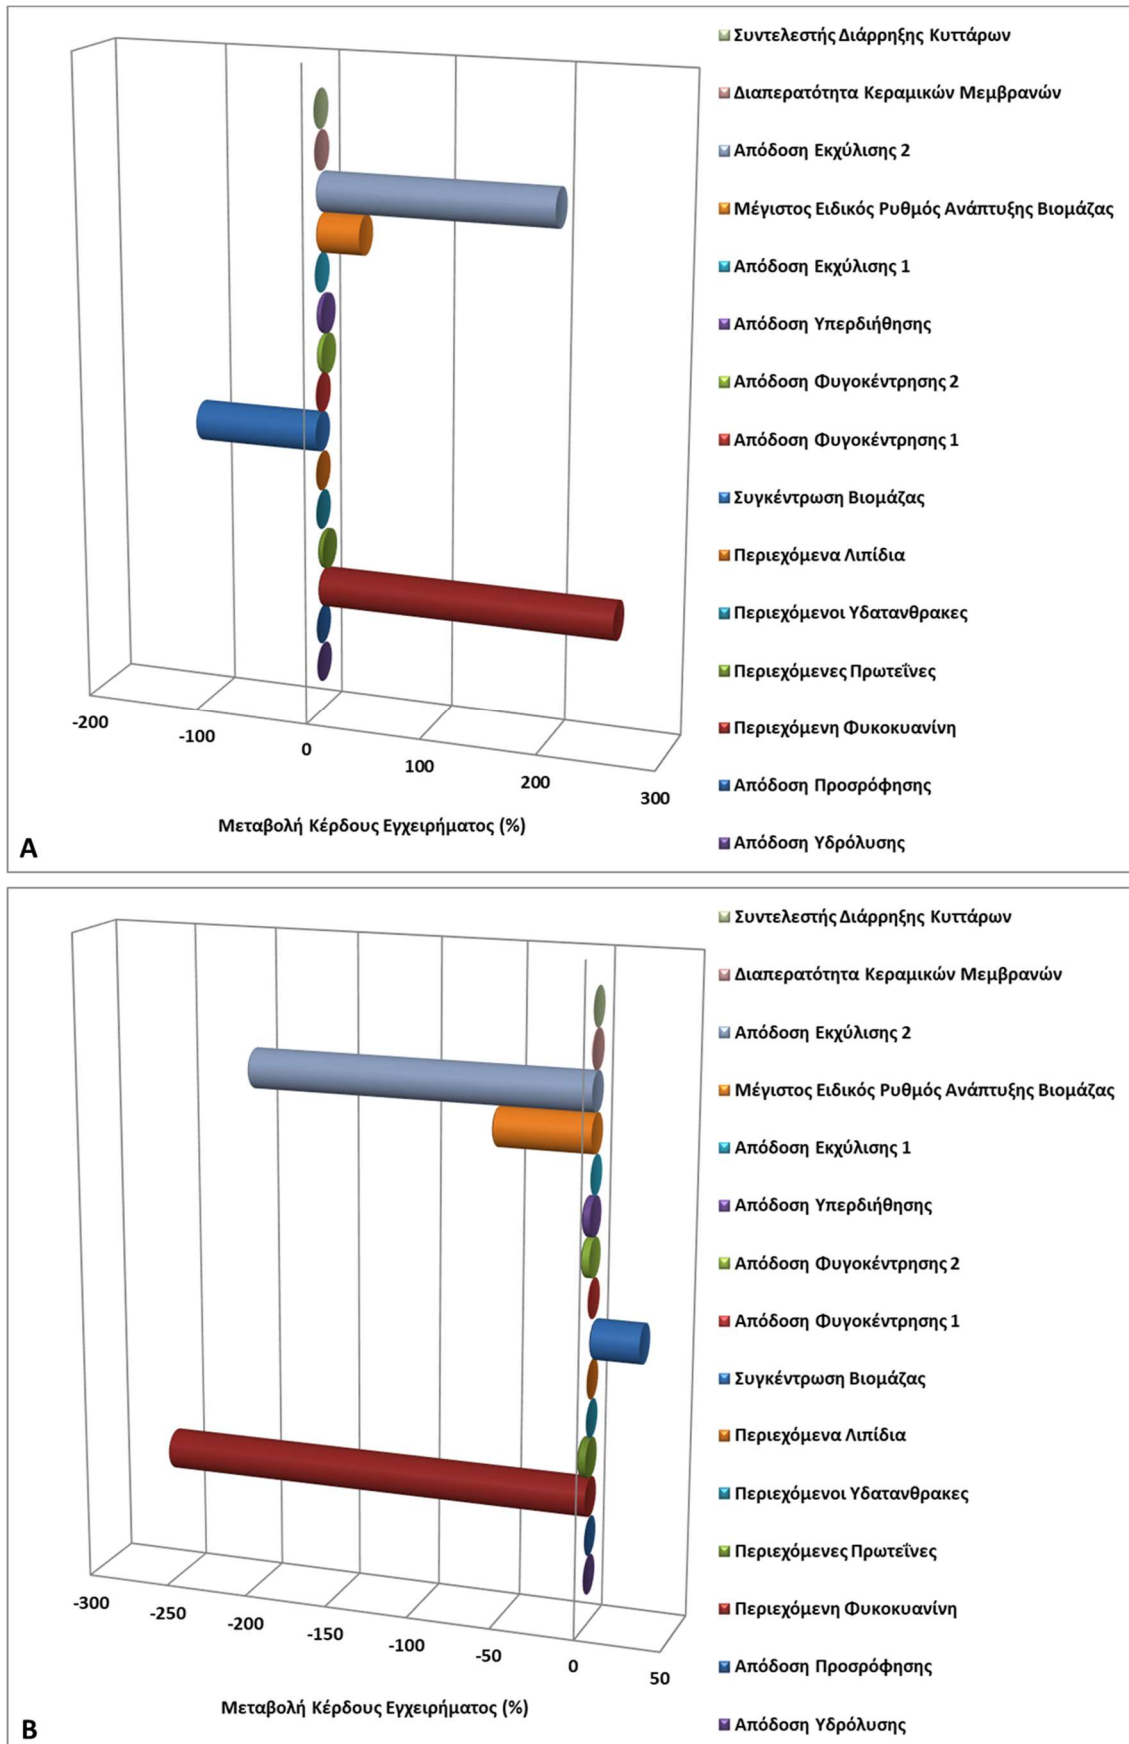 Συντελεστής Διάρρηξης Κυττάρων
Διαπερατότητα Κεραμικών Μεμβρανών
Απόδοση Εκχύλισης 2
Μέγιστος Ειδικός Ρυθμός Ανάπτυξης Βιομάζας
Απόδοση Εκχύλισης 1
Απόδοση Υπερδιήθησης
Απόδοση Φυγοκέντρησης 2
Απόδοση Φυγοκέντρησης 1
Συγκέντρωση Βιομάζας
Περιεχόμενα Λιπίδια
Περιεχόμενοι Υδατανθρακες
Περιεχόμενες Πρωτεΐνες
Περιεχόμενη Φυκοκυανίνη
Απόδοση Προσρόφησης
Απόδοση Υδρόλυσης
-200 -100 0 100 200 300
Μεταβολή Κέρδους Εγχειρήματος (%)
A
Συντελεστής Διάρρηξης Κυττάρων
Διαπερατότητα Κεραμικών Μεμβρανών
Απόδοση Εκχύλισης 2
Μέγιστος Ειδικός Ρυθμός Ανάπτυξης Βιομάζας
Απόδοση Εκχύλισης 1
Απόδοση Υπερδιήθησης
Απόδοση Φυγοκέντρησης 2
Απόδοση Φυγοκέντρησης 1
Συγκέντρωση Βιομάζας
Περιεχόμενα Λιπίδια
Περιεχόμενοι Υδατανθρακες
Περιεχόμενες Πρωτεΐνες
Περιεχόμενη Φυκοκυανίνη
Απόδοση Προσρόφησης
Απόδοση Υδρόλυσης
-300 -250 -200 -150 -100 -50 0 50
Μεταβολή Κέρδους Εγχειρήματος (%)
B